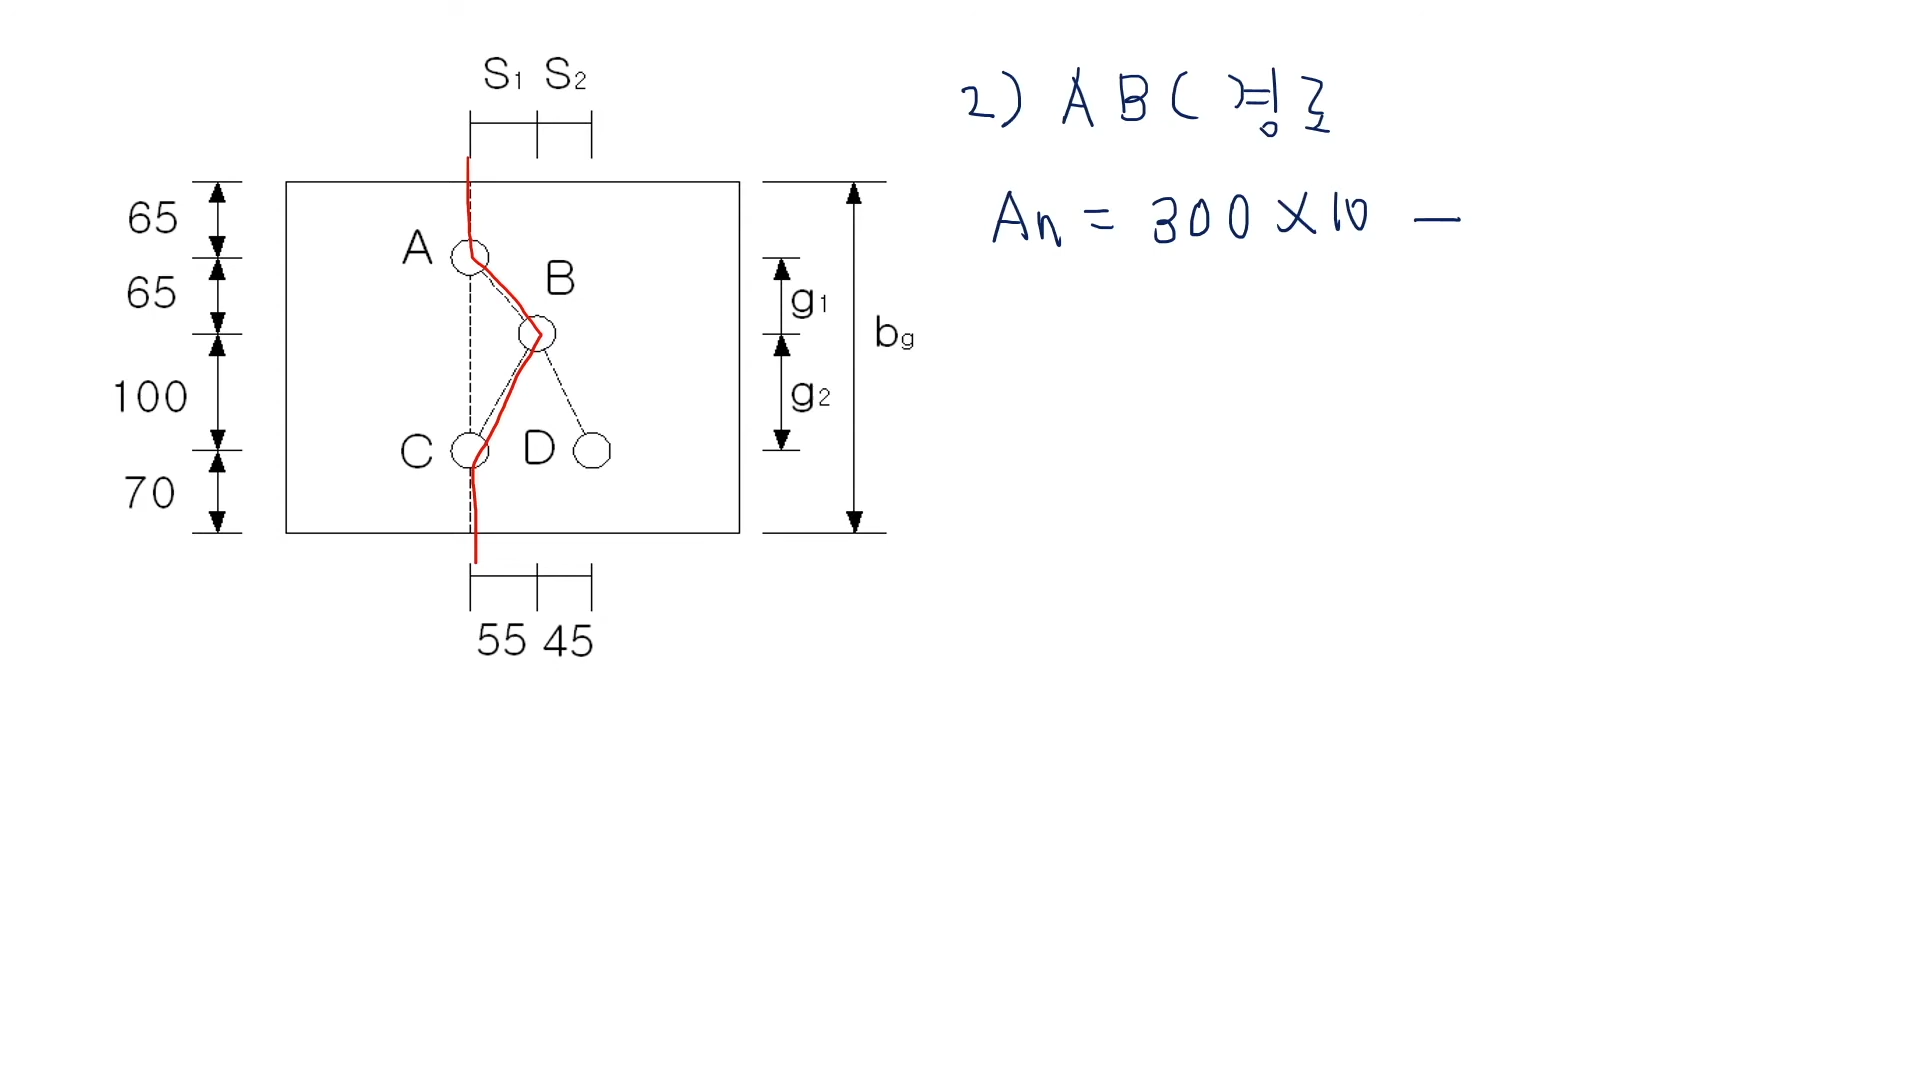 S1 S2
65
65
100
70
A
B
C
D
g1
g2
bg
55 45
2) ABC 경로
An = 300 × 10 −